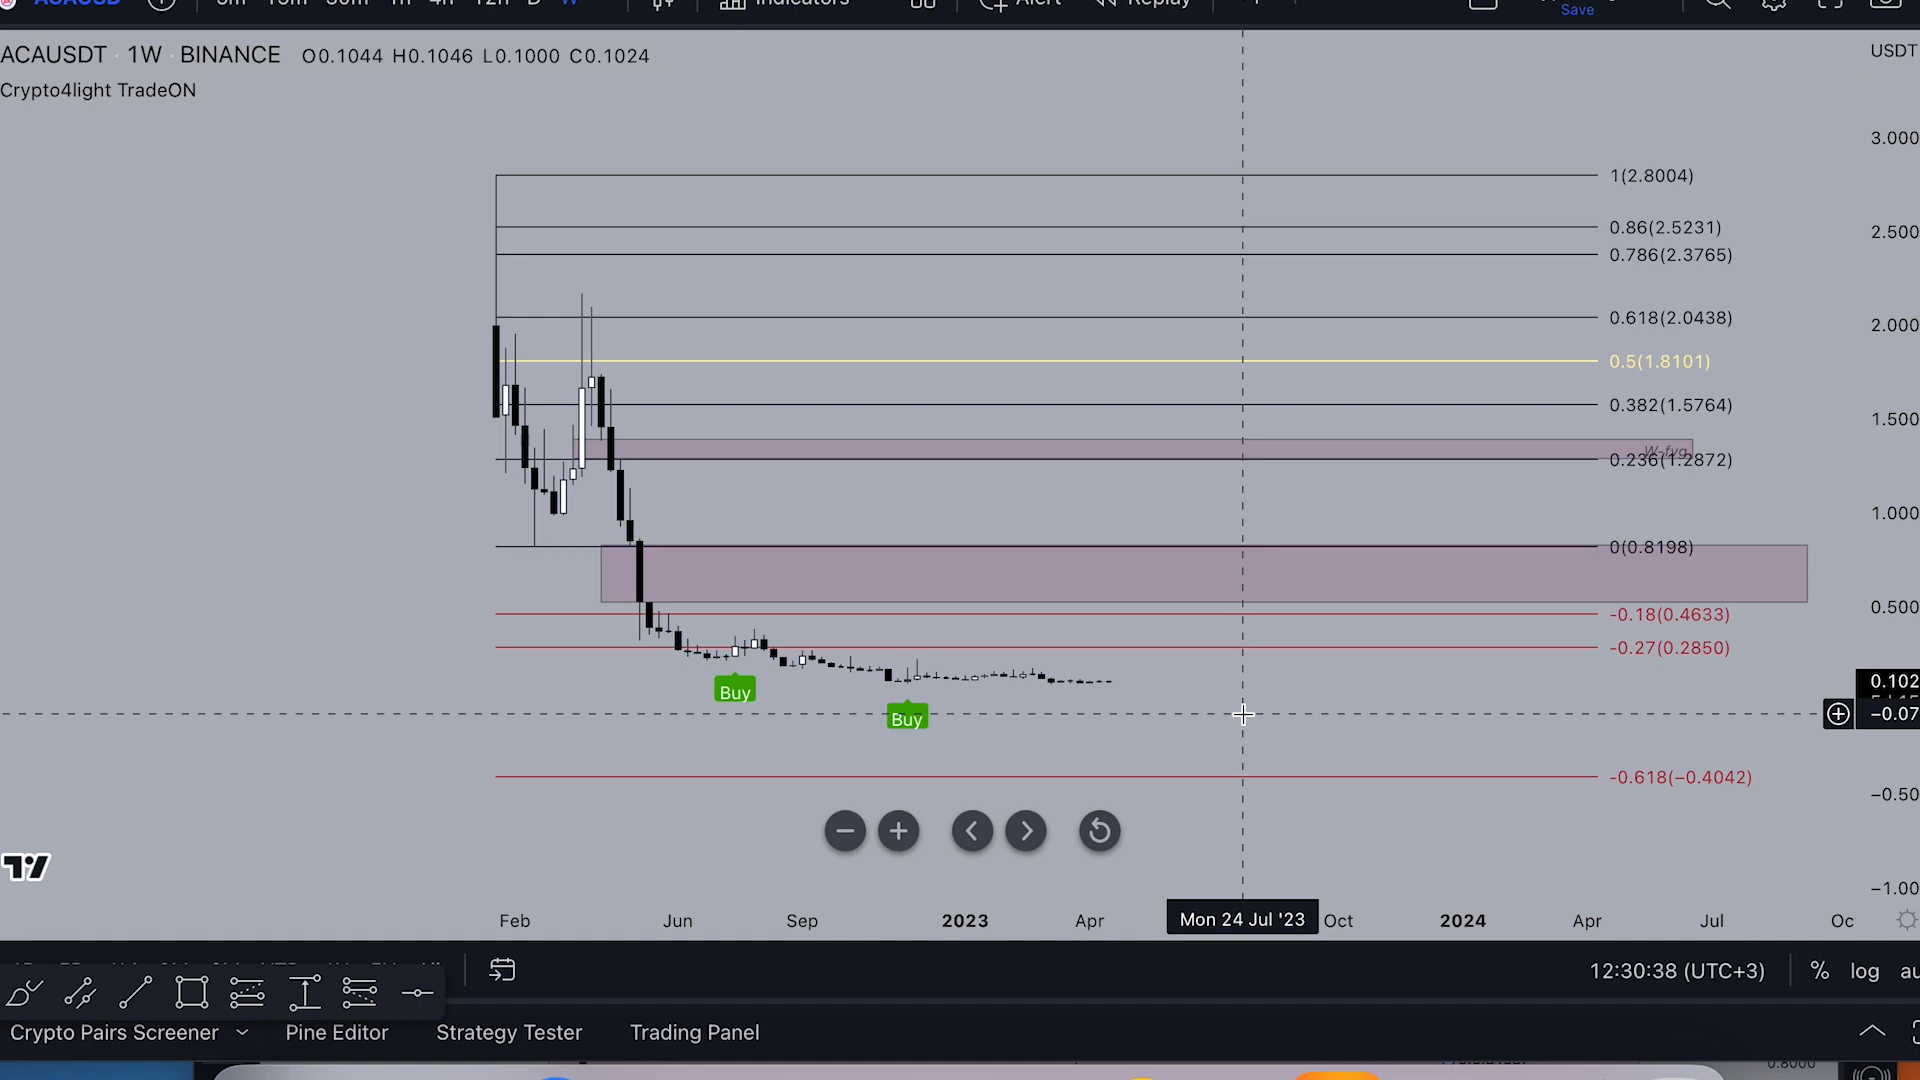 Save
ACAUSDT · 1W · BINANCE O0.1044 H0.1046 L0.1000 C0.1024
USDT
Crypto4light TradeON
3.000
1(2.8004)
0.86(2.5231)
2.500
0.786(2.3765)
0.618(2.0438)
2.000
0.5(1.8101)
0.382(1.5764)
1.500
W-fvg
0.236(1.2872)
1.000
0(0.8198)
0.500
-0.18(0.4633)
-0.27(0.2850)
0.102
Buy
Buy
−0.07
-0.618(−0.4042)
−0.50
−1.00
Feb Jun Sep 2023 Apr Mon 24 Jul '23 Oct 2024 Apr Jul Oc
12:30:38 (UTC+3) % log au
Crypto Pairs Screener Pine Editor Strategy Tester Trading Panel